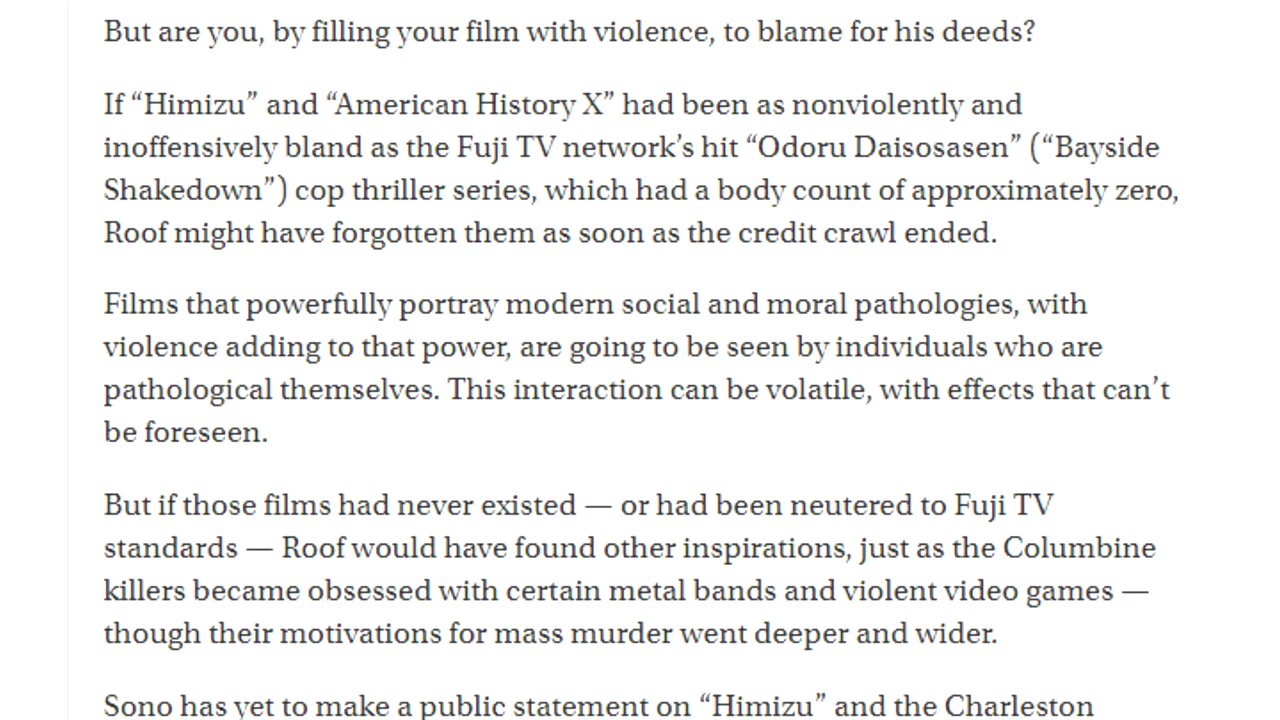 But are you, by filling your film with violence, to blame for his deeds?
If “Himizu” and “American History X” had been as nonviolently and
inoffensively bland as the Fuji TV network’s hit “Odoru Daisosasen” (“Bayside
Shakedown”) cop thriller series, which had a body count of approximately zero,
Roof might have forgotten them as soon as the credit crawl ended.
Films that powerfully portray modern social and moral pathologies, with
violence adding to that power, are going to be seen by individuals who are
pathological themselves. This interaction can be volatile, with effects that can’t
be foreseen.
But if those films had never existed — or had been neutered to Fuji TV
standards — Roof would have found other inspirations, just as the Columbine
killers became obsessed with certain metal bands and violent video games —
though their motivations for mass murder went deeper and wider.
Sono has yet to make a public statement on “Himizu” and the Charleston